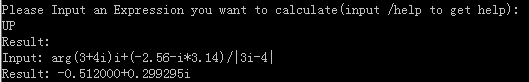 Please Input an Expression you want to calculate(input /help to get help):
UP
Result:
Input: arg(3+4i)i+(-2.56-i*3.14)/|3i-4|
Result: -0.512000+0.299295i